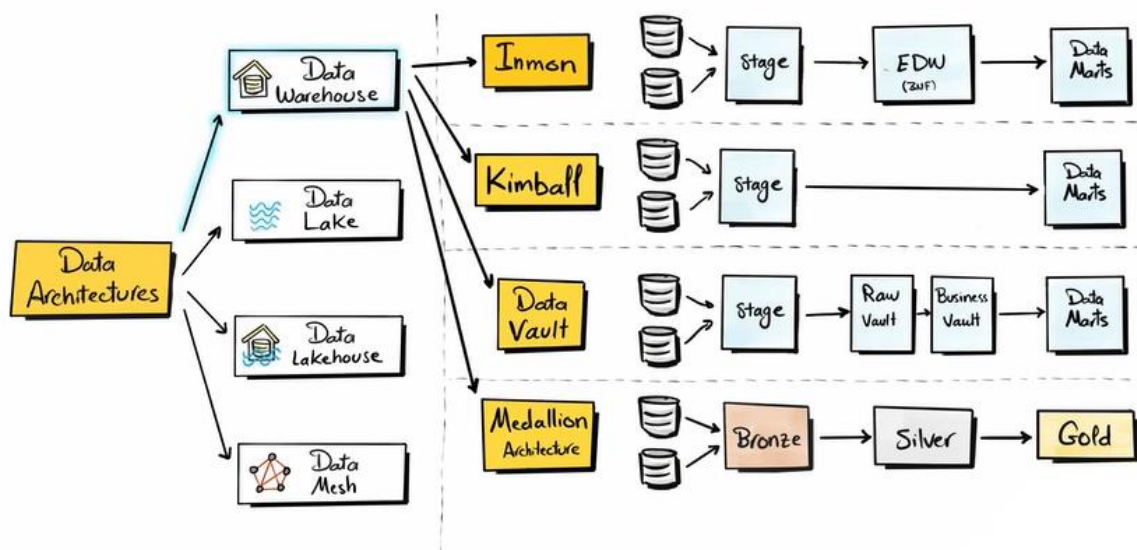 Data
Architectures
Data
Warehouse
Data
Lake
Data
Lakehouse
Data
Mesh
Inmon
Stage
EDW
(3NF)
Data
Marts
Kimball
Stage
Data
Marts
Data
Vault
Stage
Raw
Vault
Business
Vault
Data
Marts
Medallion
Architecture
Bronze
Silver
Gold